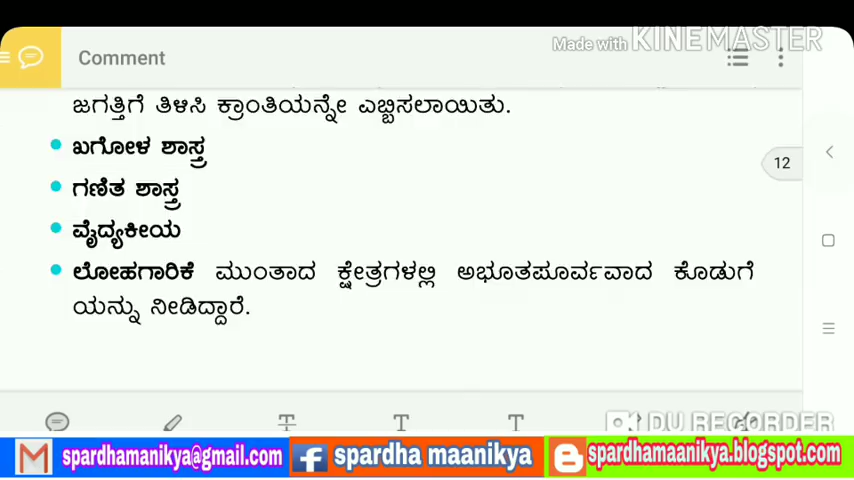 Made with KINEMASTER
Comment
ಜಗತ್ತಿಗೆ ತಿಳಿಸಿ ಕ್ರಾಂತಿಯನ್ನೇ ಎಬ್ಬಿಸಲಾಯಿತು.
ಖಗೋಳ ಶಾಸ್ತ್ರ
12
ಗಣಿತ ಶಾಸ್ತ್ರ
ವೈದ್ಯಕೀಯ
ಲೋಹಗಾರಿಕೆ ಮುಂತಾದ ಕ್ಷೇತ್ರಗಳಲ್ಲಿ ಅಭೂತಪೂರ್ವವಾದ ಕೊಡುಗೆ
ಯನ್ನು ನೀಡಿದ್ದಾರೆ.
DU RECORDER
spardhamanikya@gmail.com spardha maanikya spardhamaanikya.blogspot.com